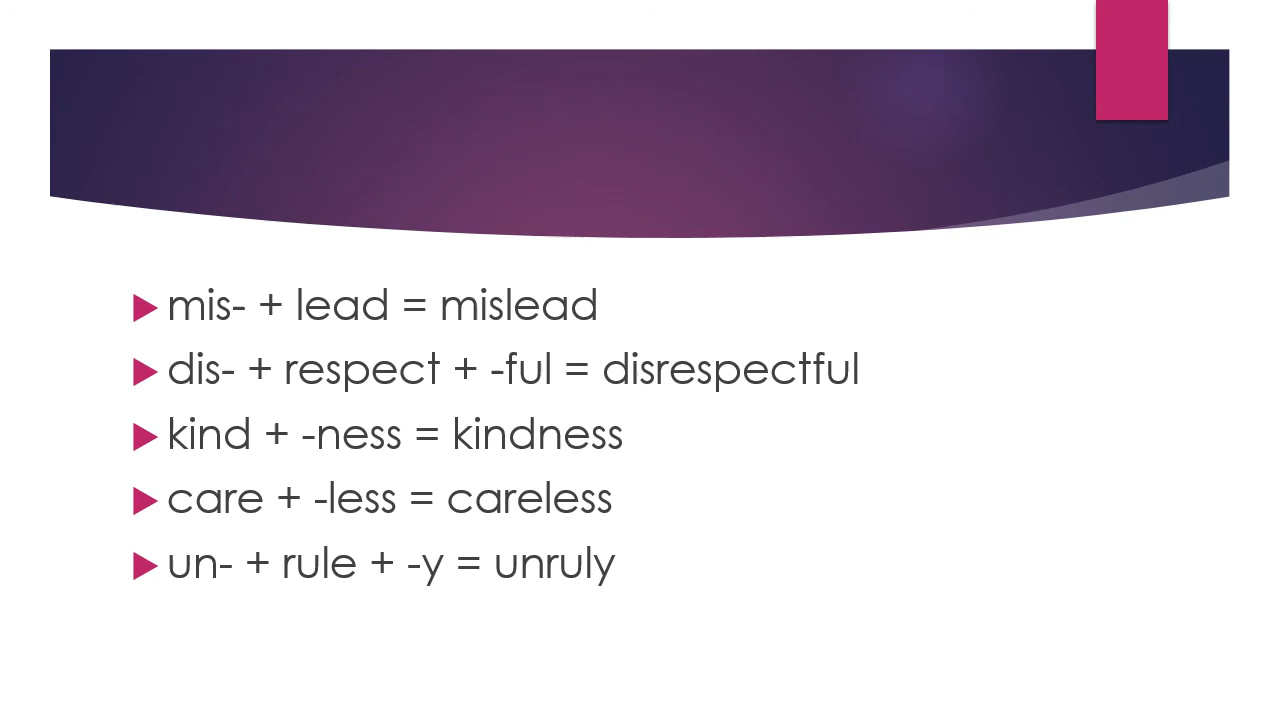 mis- + lead = mislead
dis- + respect + -ful = disrespectful
kind + -ness = kindness
care + -less = careless
un- + rule + -y = unruly